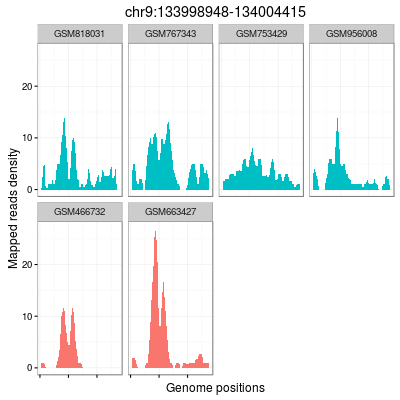 chr9:133998948-134004415
GSM818031 GSM767343 GSM753429 GSM956008
20
10
0
GSM466732 GSM663427
20
10
0
Mapped reads density
Genome positions